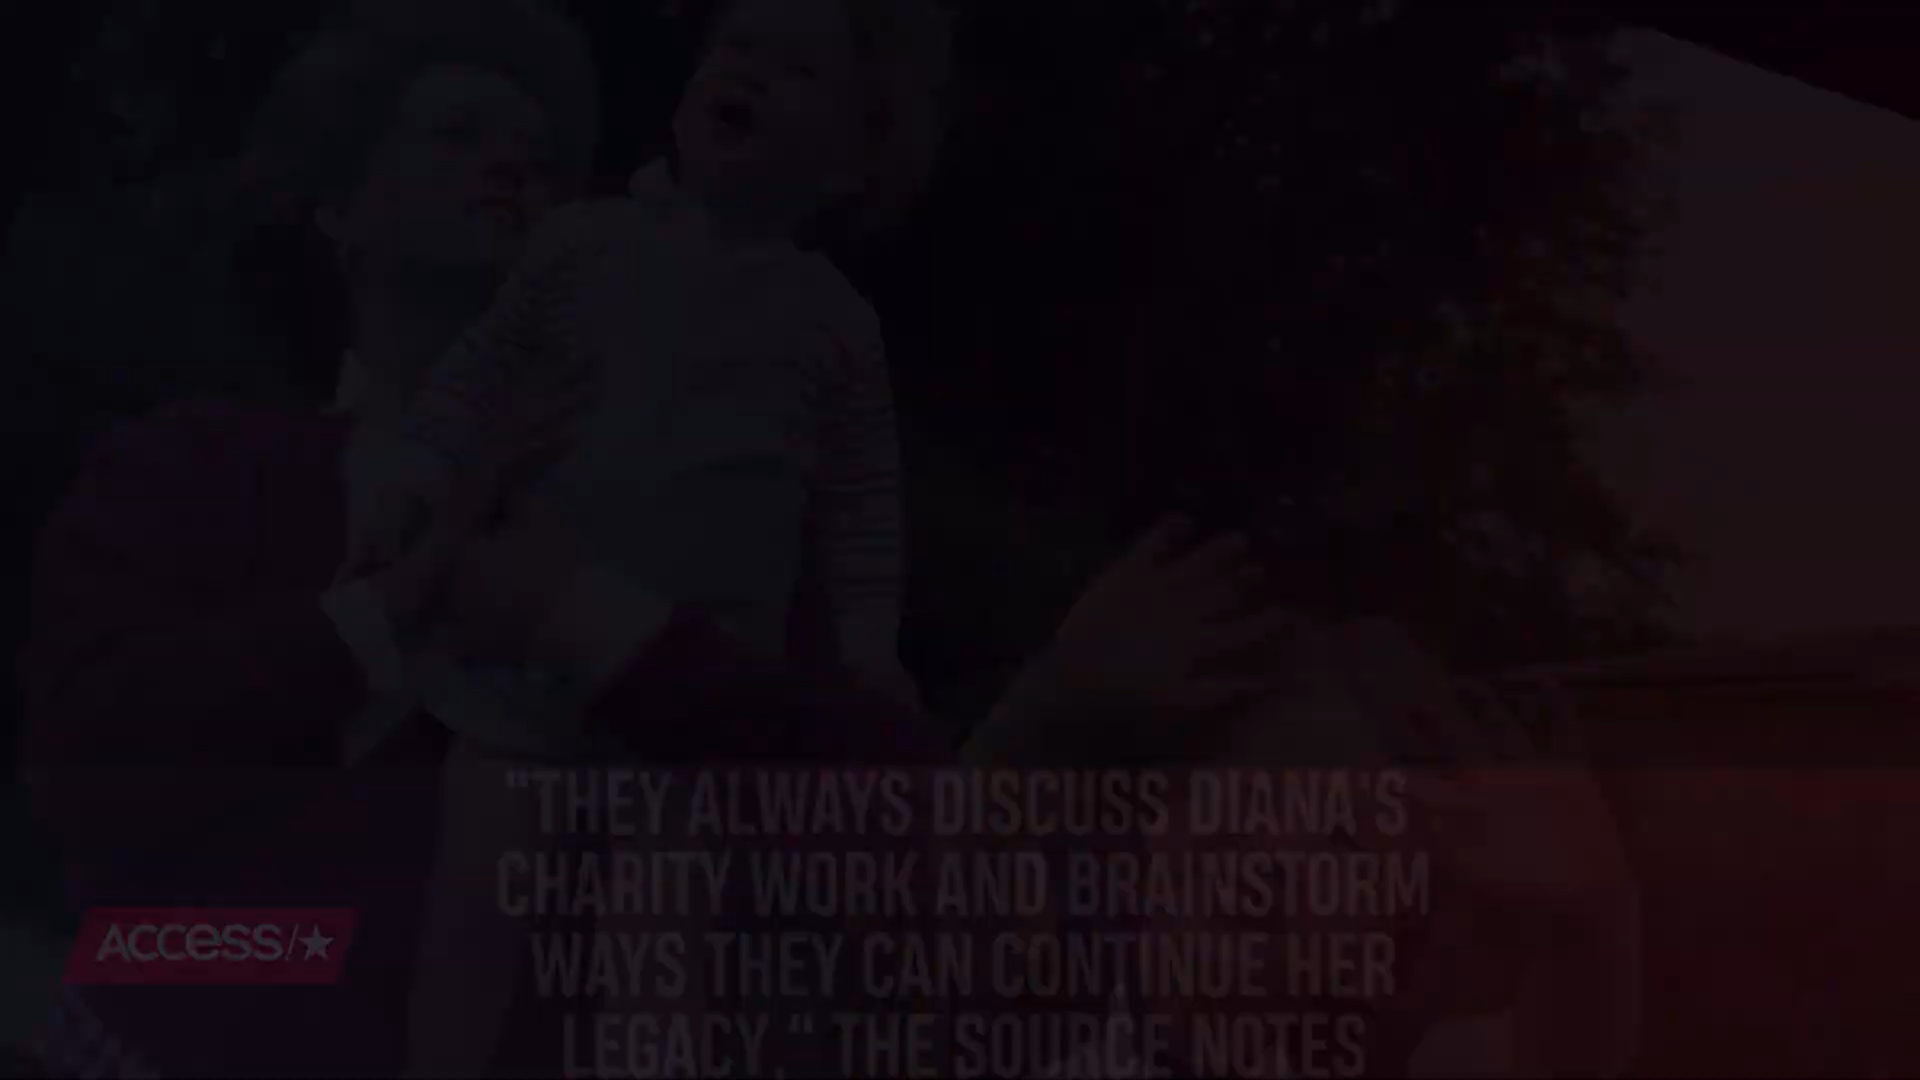 "THEY ALWAYS DISCUSS DIANA'S
CHARITY WORK AND BRAINSTORM
WAYS THEY CAN CONTINUE HER
LEGACY," THE SOURCE NOTES
ACCESS/★